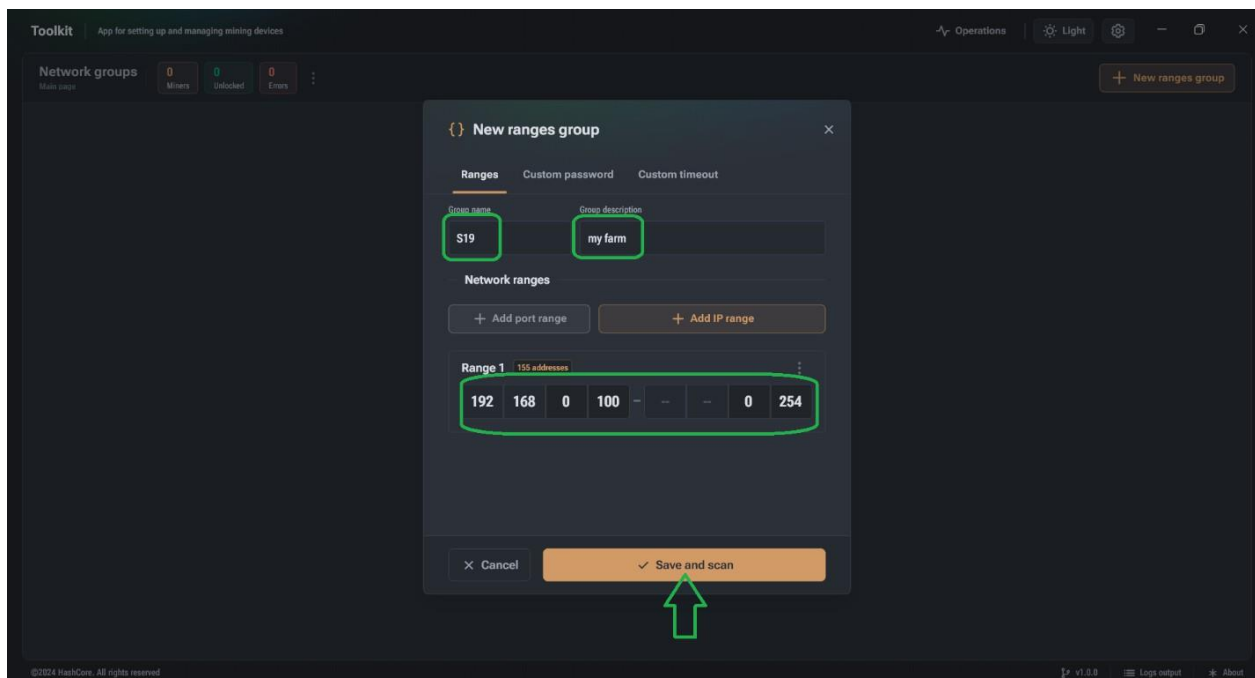 Toolkit App for setting up and managing mining devices Operations Light
Network groups 0 0 0 New ranges group
Main page Miners Unlocked Errors
{} New ranges group
Ranges Custom password Custom timeout
Group name Group description
S19 my farm
Network ranges
+ Add port range + Add IP range
Range 1 155 addresses
192 168 0 100 - -- -- 0 254
Cancel Save and scan
©2024 HashCore, All rights reserved v1.0.0 Logs output About